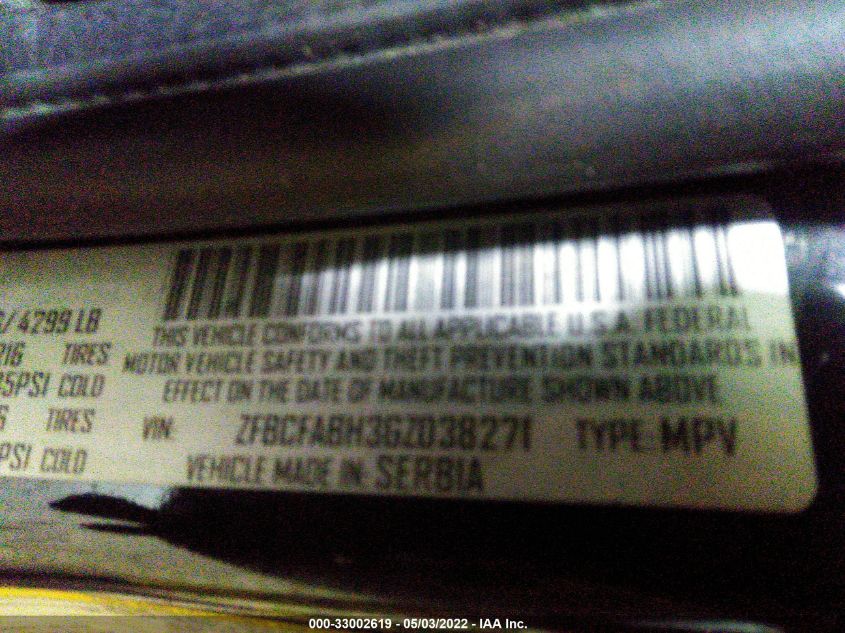 /4299 LB
R16 TIRES
35PSI COLD
TIRES
PSI COLD
THIS VEHICLE CONFORMS TO ALL APPLICABLE U.S.A. FEDERAL
MOTOR VEHICLE SAFETY AND THEFT PREVENTION STANDARDS IN
EFFECT ON THE DATE OF MANUFACTURE SHOWN ABOVE
VIN: ZFBCFABH3GZ038271 TYPE: MPV
VEHICLE MADE IN: SERBIA
000-33002619 - 05/03/2022 - IAA Inc.